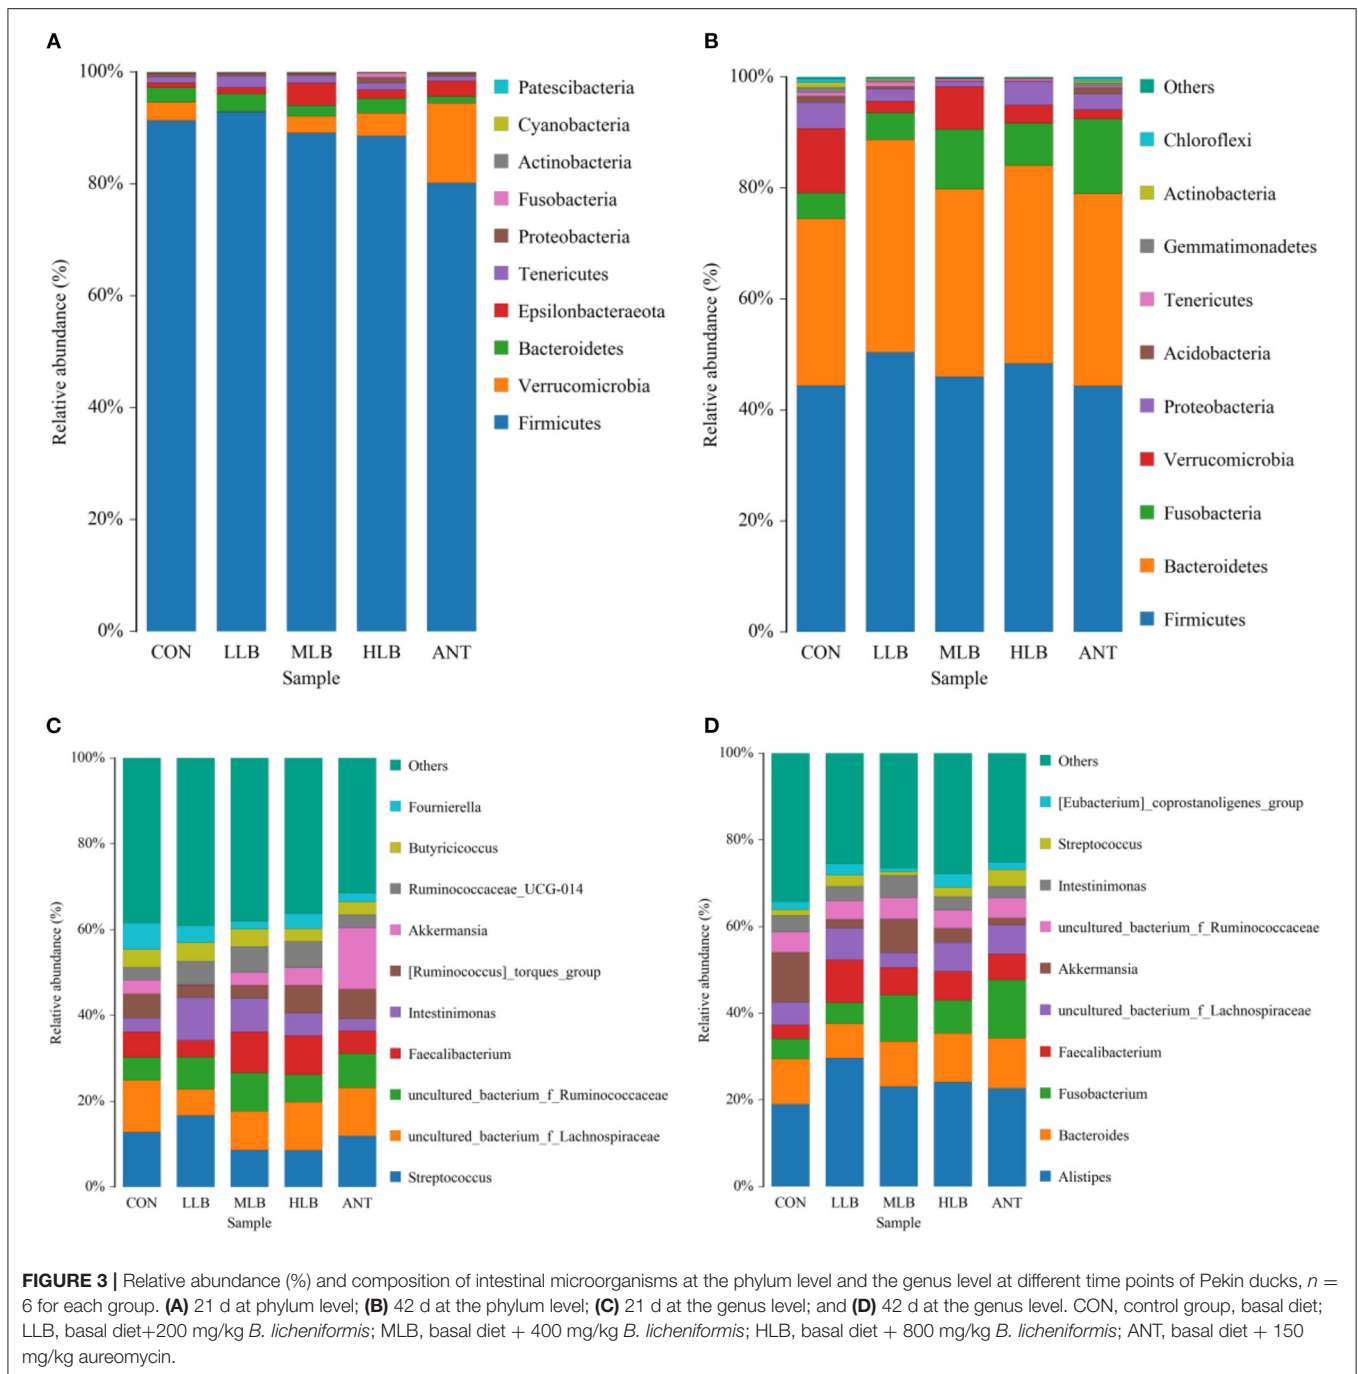 A
100%
80%
60%
40%
20%
0%
Relative abundance (%)
CON LLB MLB HLB ANT
Sample
Patescibacteria
Cyanobacteria
Actinobacteria
Fusobacteria
Proteobacteria
Tenericutes
Epsilonbacteraeota
Bacteroidetes
Verrucomicrobia
Firmicutes
B
100%
80%
60%
40%
20%
0%
Relative abundance (%)
CON LLB MLB HLB ANT
Sample
Others
Chloroflexi
Actinobacteria
Gemmatimonadetes
Tenericutes
Acidobacteria
Proteobacteria
Verrucomicrobia
Fusobacteria
Bacteroidetes
Firmicutes
C
100%
80%
60%
40%
20%
0%
Relative abundance (%)
CON LLB MLB HLB ANT
Sample
Others
Fournierella
Butyricicoccus
Ruminococcaceae_UCG-014
Akkermansia
[Ruminococcus]_torques_group
Intestinimonas
Faecalibacterium
uncultured_bacterium_f_Ruminococcaceae
uncultured_bacterium_f_Lachnospiraceae
Streptococcus
D
100%
80%
60%
40%
20%
0%
Relative abundance (%)
CON LLB MLB HLB ANT
Sample
Others
[Eubacterium]_coprostanoligenes_group
Streptococcus
Intestinimonas
uncultured_bacterium_f_Ruminococcaceae
Akkermansia
uncultured_bacterium_f_Lachnospiraceae
Faecalibacterium
Fusobacterium
Bacteroides
Alistipes
FIGURE 3 | Relative abundance (%) and composition of intestinal microorganisms at the phylum level and the genus level at different time points of Pekin ducks, n =
6 for each group. (A) 21 d at phylum level; (B) 42 d at the phylum level; (C) 21 d at the genus level; and (D) 42 d at the genus level. CON, control group, basal diet;
LLB, basal diet+200 mg/kg B. licheniformis; MLB, basal diet + 400 mg/kg B. licheniformis; HLB, basal diet + 800 mg/kg B. licheniformis; ANT, basal diet + 150
mg/kg aureomycin.